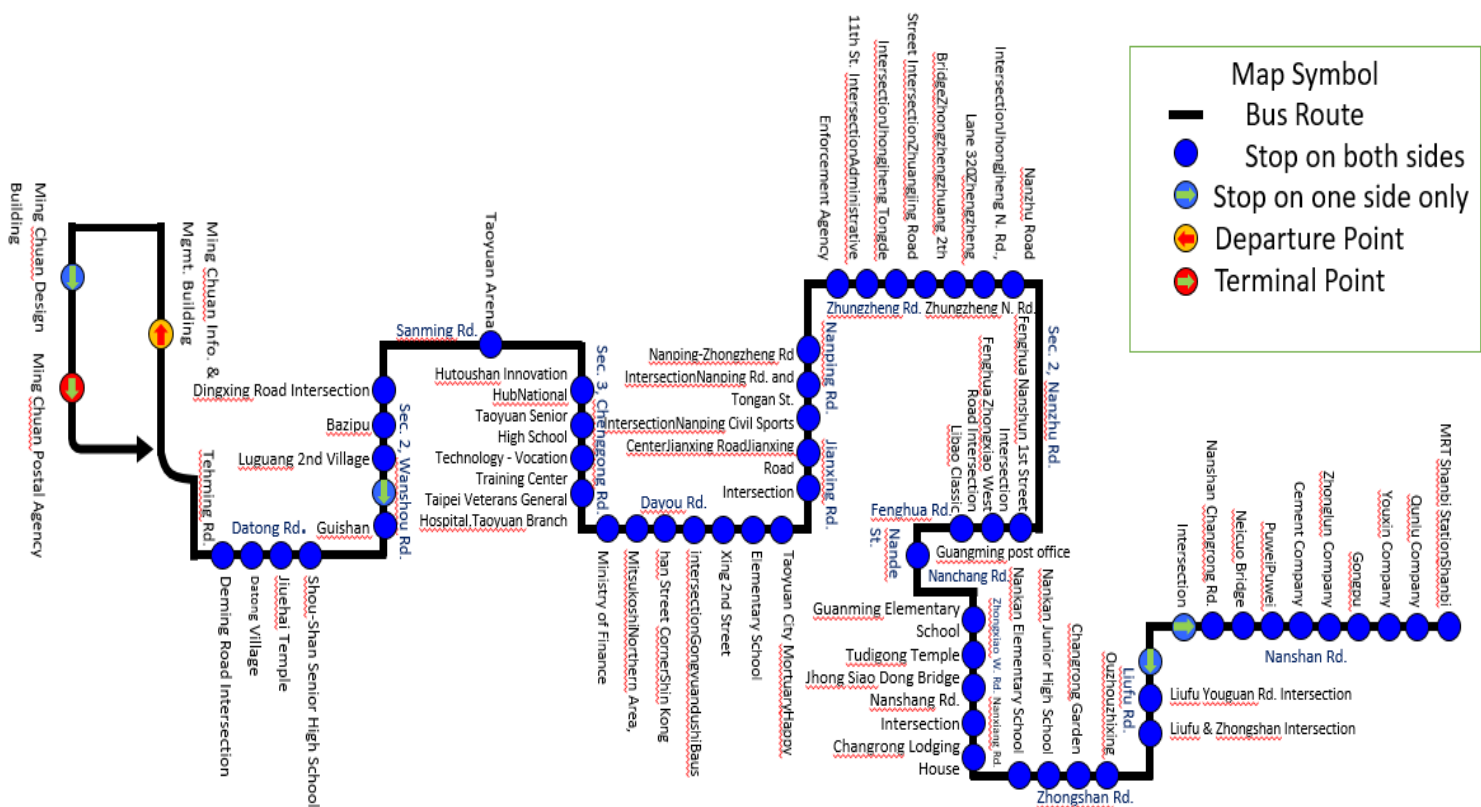 Map Symbol
Bus Route
Stop on both sides
Stop on one side only
Departure Point
Terminal Point
Ming Chuan Design
Building
Ming Chuan Postal Agency
Ming Chuan Info. &
Mgmt. Building
Tehming Rd.
Deming Road Intersection
Datong Village
Jiuehai Temple
Shou-Shan Senior High School
Datong Rd.
Dingxing Road Intersection
Bazipu
Luguang 2nd Village
Guishan
Sec. 2, Wanshou Rd.
Sanming Rd.
Taoyuan Arena
Hutoushan Innovation
HubNational
Taoyuan Senior
High School
Technology - Vocation
Training Center
Taipei Veterans General
Hospital,Taoyuan Branch
Sec. 3, Chenggong Rd.
Dayou Rd.
Ministry of Finance
MitsukoshiNorthern Area,
han Street CornerShin Kong
intersectionGongyuandushiBaus
Xing 2nd Street
Elementary School
Taoyuan City MortuaryHappy
Nanping-Zhongzheng Rd
IntersectionNanping Rd. and
Tongan St.
IntersectionNanping Civil Sports
CenterJianxing RoadJianxing
Road
Intersection
Nanping Rd.
Jianxing Rd.
Enforcement Agency
11th St. IntersectionAdministrative
IntersectionJhongjheng Tongde
Street IntersectionZhuangjing Road
BridgeZhongzhengzhuang 2th
Lane 320Zhengzheng
IntersectionJhongjheng N. Rd.,
Nanzhu Road
Zhungzheng Rd.
Zhungzheng N. Rd.
Sec. 2, Nanzhu Rd.
Fenghua Nanshun 1st Street
Intersection
Fenghua Zhongxiao West
Road Intersection
Libao Classic
Fenghua Rd.
Nande
St.
Guangming post office
Nanchang Rd.
Guanming Elementary
School
Tudigong Temple
Jhong Siao Dong Bridge
Nanshang Rd.
Intersection
Changrong Lodging
House
Zhongxiao W. Rd.
Nanxiang Rd.
Nankan Elementary School
Nankan Junior High School
Changrong Garden
Ouzhouzhixing
Zhongshan Rd.
Liufu Rd.
Liufu Youguan Rd. Intersection
Liufu & Zhongshan Intersection
Intersection
Nanshan Changrong Rd.
Neicuo Bridge
PuweiPuwei
Cement Company
Zhonglun Company
Gongpu
Youxin Company
Qunlu Company
MRT Shanbi StationShanbi
Nanshan Rd.